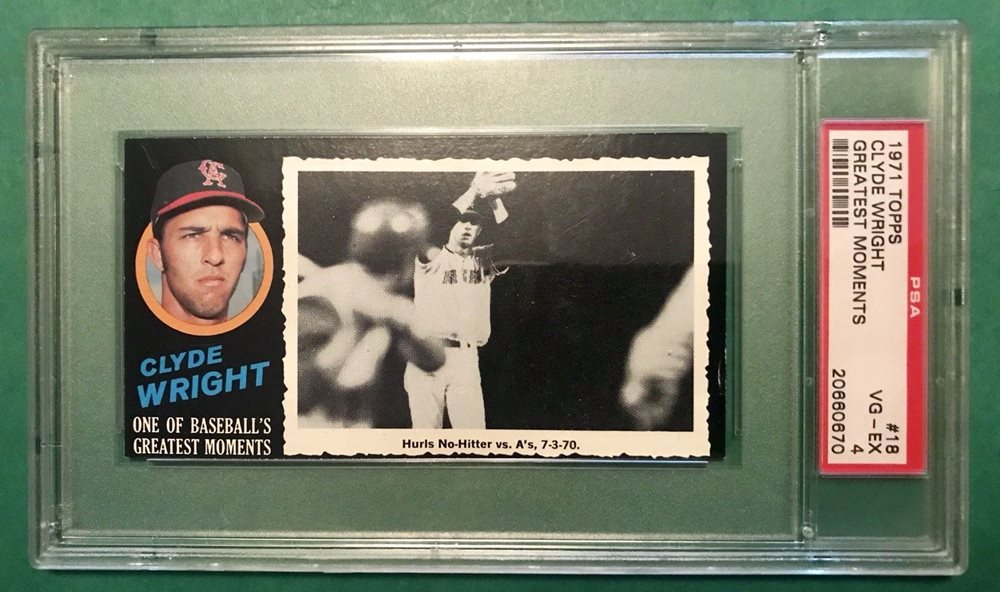 CA
CLYDE
WRIGHT
ONE OF BASEBALL'S
GREATEST MOMENTS
Hurls No-Hitter vs. A's, 7-3-70.
PSA
1971 TOPPS #18
CLYDE WRIGHT VG – EX
GREATEST MOMENTS 4
20660670